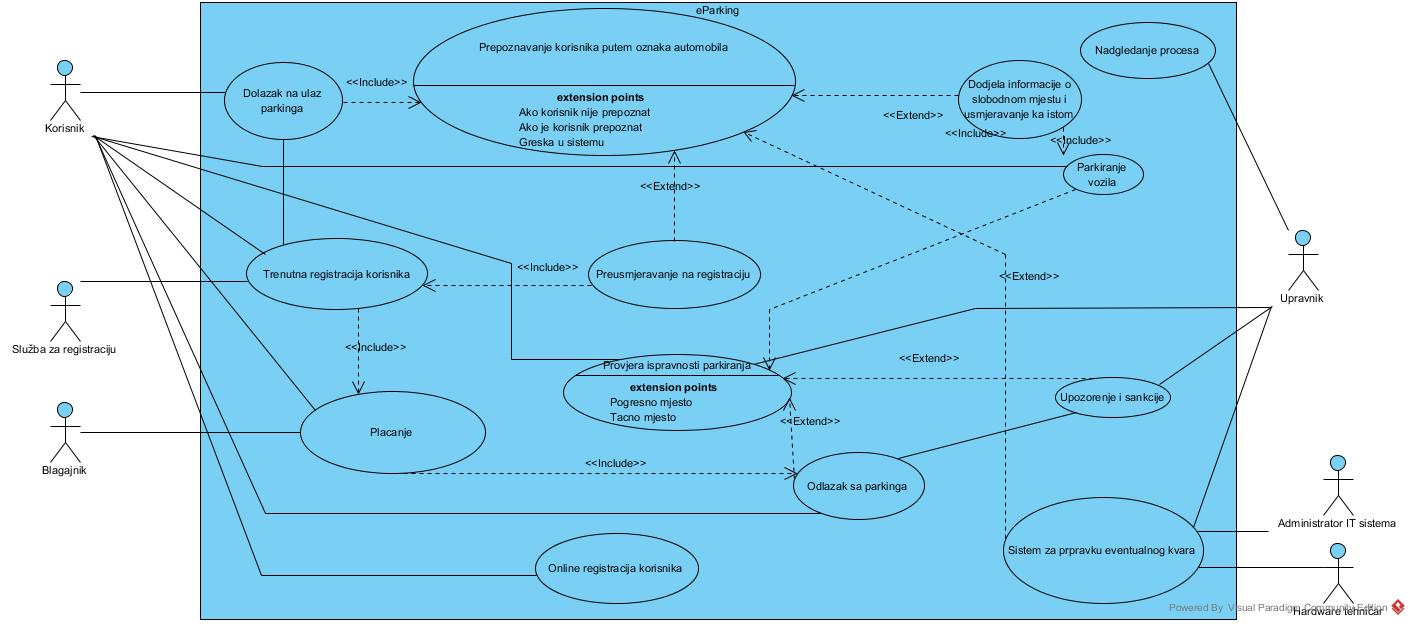 eParking
Prepoznavanje korisnika putem oznaka automobila
extension points
Ako korisnik nije prepoznat
Ako je korisnik prepoznat
Greska u sistemu
Nadgledanje procesa
Korisnik
Dolazak na ulaz
parkinga
<<Include>>
Dodjela informacije o
slobodnom mjestu i
usmjeravanje ka istom
<<Extend>>
<<Include>>
<<Include>>
Parkiranje
vozila
<<Extend>>
Trenutna registracija korisnika
<<Include>>
Preusmjeravanje na registraciju
<<Extend>>
Upravnik
Služba za registraciju
<<Include>>
Provjera ispravnosti parkiranja
extension points
Pogresno mjesto
Tacno mjesto
<<Extend>>
Upozorenje i sankcije
<<Extend>>
Blagajnik
Placanje
<<Include>>
Odlazak sa parkinga
Online registracija korisnika
Sistem za prpravku eventualnog kvara
Administrator IT sistema
Hardware tehničar
Powered By Visual Paradigm Community Edition